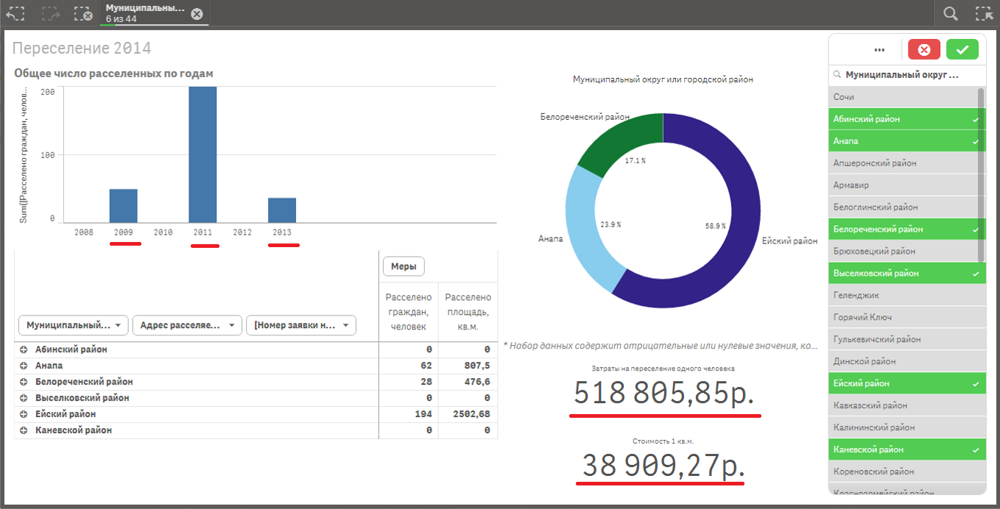 Муниципальны...
6 из 44
Переселение 2014
Общее число расселенных по годам
Sum([Расселено граждан, челов...
200
100
0
2008 2009 2010 2011 2012 2013
Муниципальный округ или городской район
Белореченский район
17.1 %
23.9 %
58.9 %
Анапа
Ейский район
Меры
Расселено граждан, человек
Расселено площадь, кв.м.
Муниципальный... Адрес расселяе... [Номер заявки н...
Абинский район 0 0
Анапа 62 807,5
Белореченский район 28 476,6
Выселковский район 0 0
Ейский район 194 2502,68
Каневской район 0 0
* Набор данных содержит отрицательные или нулевые значения, ко...
Затраты на переселение одного человека
518 805,85р.
Стоимость 1 кв.м.
38 909,27р.
Муниципальный округ ...
Сочи
Абинский район
Анапа
Апшеронский район
Армавир
Белоглинский район
Белореченский район
Брюховецкий район
Выселковский район
Геленджик
Горячий Ключ
Гулькевичский район
Динской район
Ейский район
Кавказский район
Калининский район
Каневской район
Кореновский район
Красноармейский район